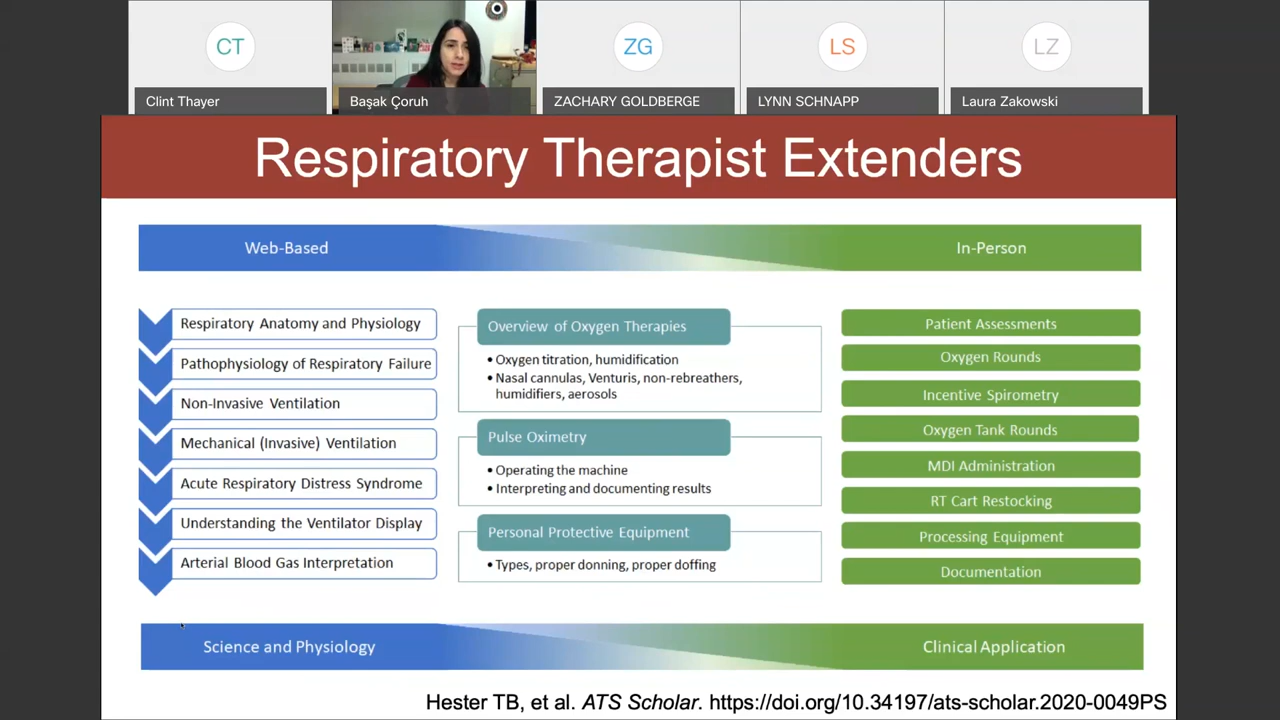 CT
ZG
LS
LZ
Clint Thayer
Başak Çoruh
ZACHARY GOLDBERGE
LYNN SCHNAPP
Laura Zakowski
Respiratory Therapist Extenders
Web-Based
In-Person
Respiratory Anatomy and Physiology
Pathophysiology of Respiratory Failure
Non-Invasive Ventilation
Mechanical (Invasive) Ventilation
Acute Respiratory Distress Syndrome
Understanding the Ventilator Display
Arterial Blood Gas Interpretation
Overview of Oxygen Therapies
• Oxygen titration, humidification
• Nasal cannulas, Venturis, non-rebreathers,
humidifiers, aerosols
Pulse Oximetry
• Operating the machine
• Interpreting and documenting results
Personal Protective Equipment
• Types, proper donning, proper doffing
Patient Assessments
Oxygen Rounds
Incentive Spirometry
Oxygen Tank Rounds
MDI Administration
RT Cart Restocking
Processing Equipment
Documentation
Science and Physiology
Clinical Application
Hester TB, et al. ATS Scholar. https://doi.org/10.34197/ats-scholar.2020-0049PS